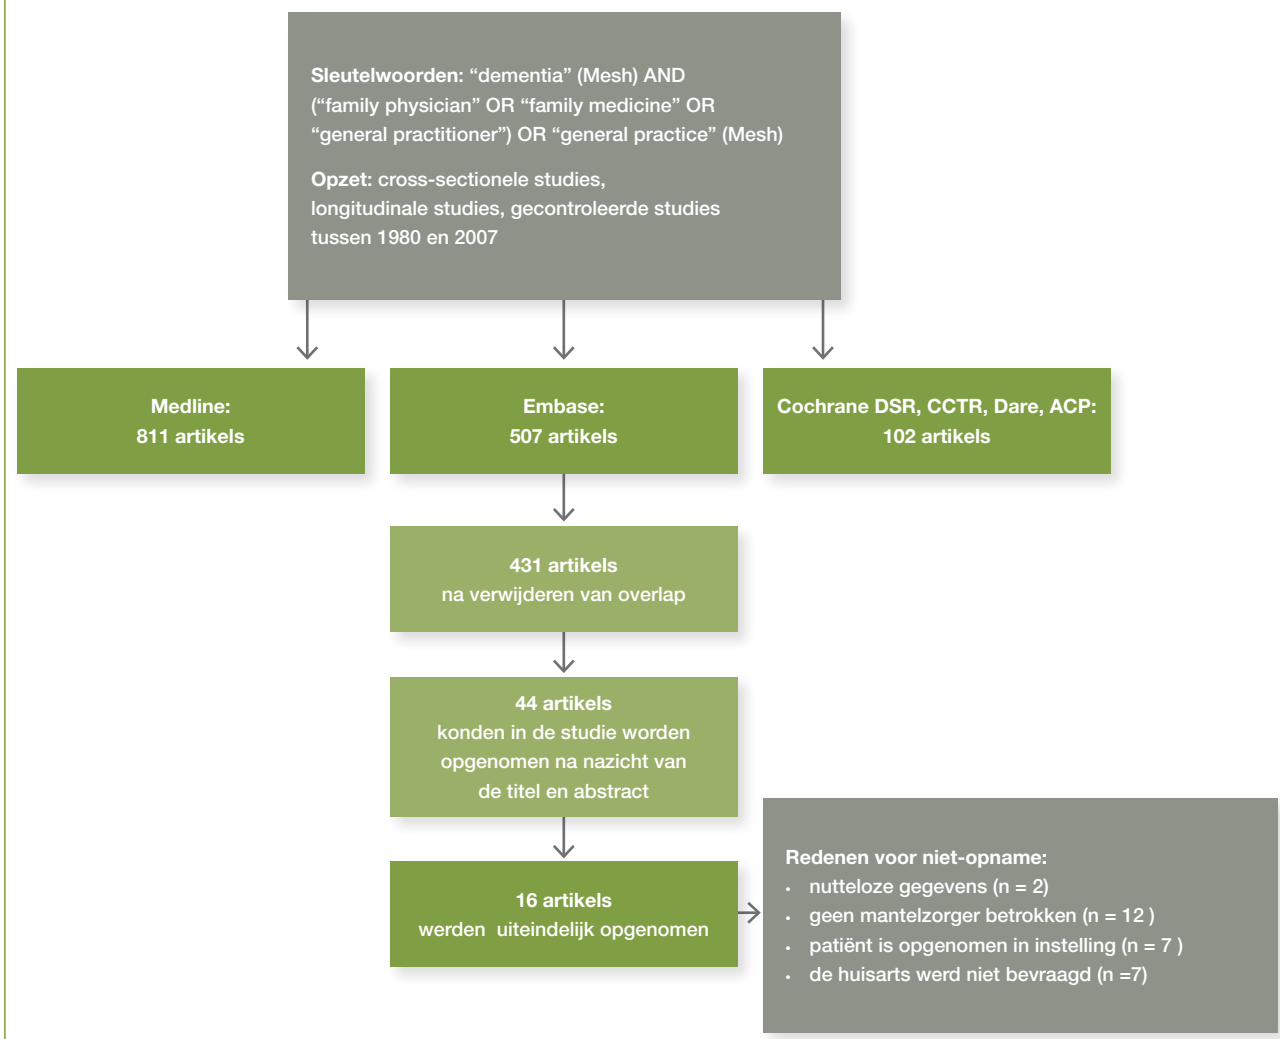 Sleutelwoorden: “dementia” (Mesh) AND
(“family physician” OR “family medicine” OR
“general practitioner”) OR “general practice” (Mesh)
Opzet: cross-sectionele studies,
longitudinale studies, gecontroleerde studies
tussen 1980 en 2007
Medline:
811 artikels
Embase:
507 artikels
Cochrane DSR, CCTR, Dare, ACP:
102 artikels
431 artikels
na verwijderen van overlap
44 artikels
konden in de studie worden
opgenomen na nazicht van
de titel en abstract
16 artikels
werden uiteindelijk opgenomen
Redenen voor niet-opname:
• nutteloze gegevens (n = 2)
• geen mantelzorger betrokken (n = 12 )
• patiënt is opgenomen in instelling (n = 7 )
• de huisarts werd niet bevraagd (n =7)